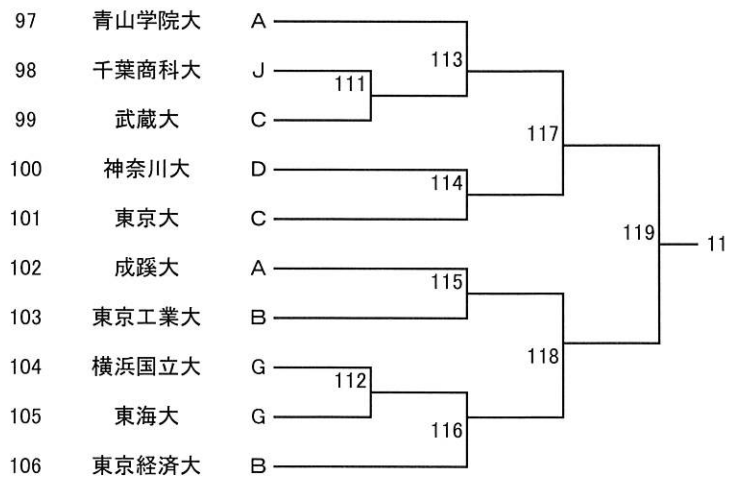 97 青山学院大 A
113
98 千葉商科大 J
111
99 武蔵大 C
117
100 神奈川大 D
114
101 東京大 C
119 11
102 成蹊大 A
115
103 東京工業大 B
118
104 横浜国立大 G
112
105 東海大 G
116
106 東京経済大 B